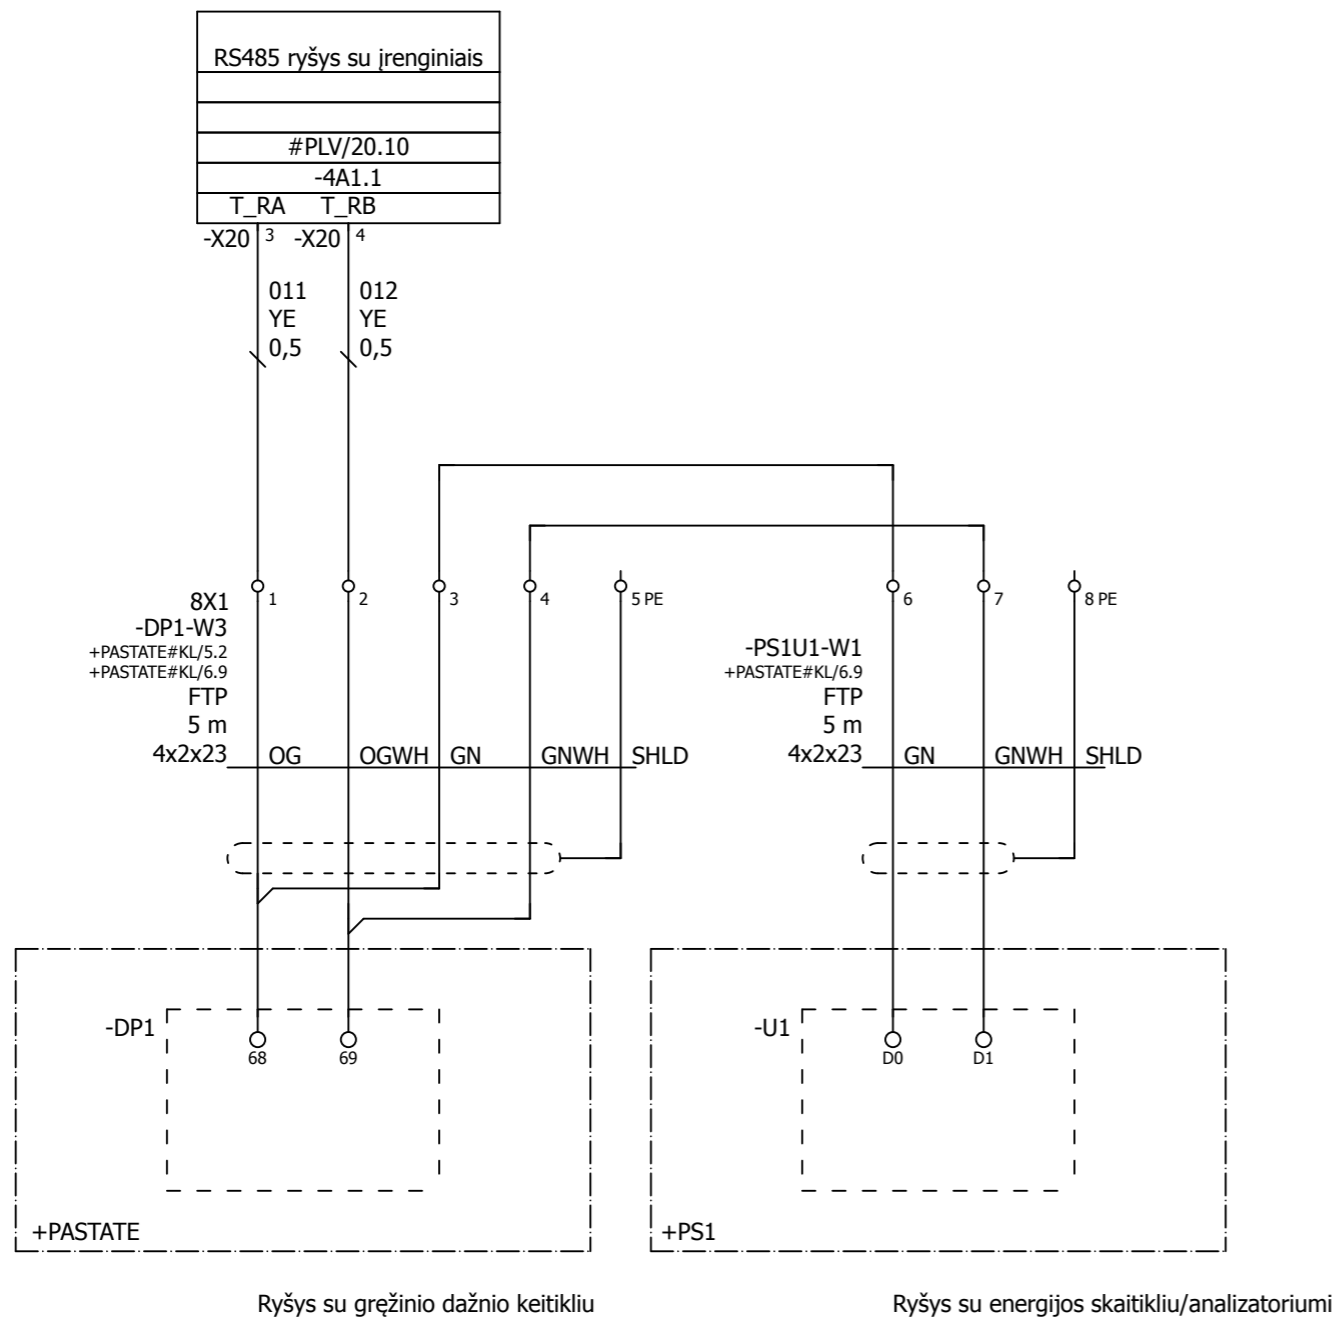 RS485 ryšys su įrenginiais
#PLV/20.10
-4A1.1
T_RA T_RB
-X20 3 -X20 4
011 012
YE YE
0,5 0,5
8X1 1 2 3 4 5 PE 6 7 8 PE
-DP1-W3
+PASTATE#KL/5.2
+PASTATE#KL/6.9
FTP
5 m
4x2x23 OG OGWH GN GNWH SHLD
-PS1U1-W1
+PASTATE#KL/6.9
FTP
5 m
4x2x23 GN GNWH SHLD
-DP1
68 69
+PASTATE
-U1
D0 D1
+PS1
Ryšys su gręžinio dažnio keitikliu
Ryšys su energijos skaitikliu/analizatoriumi